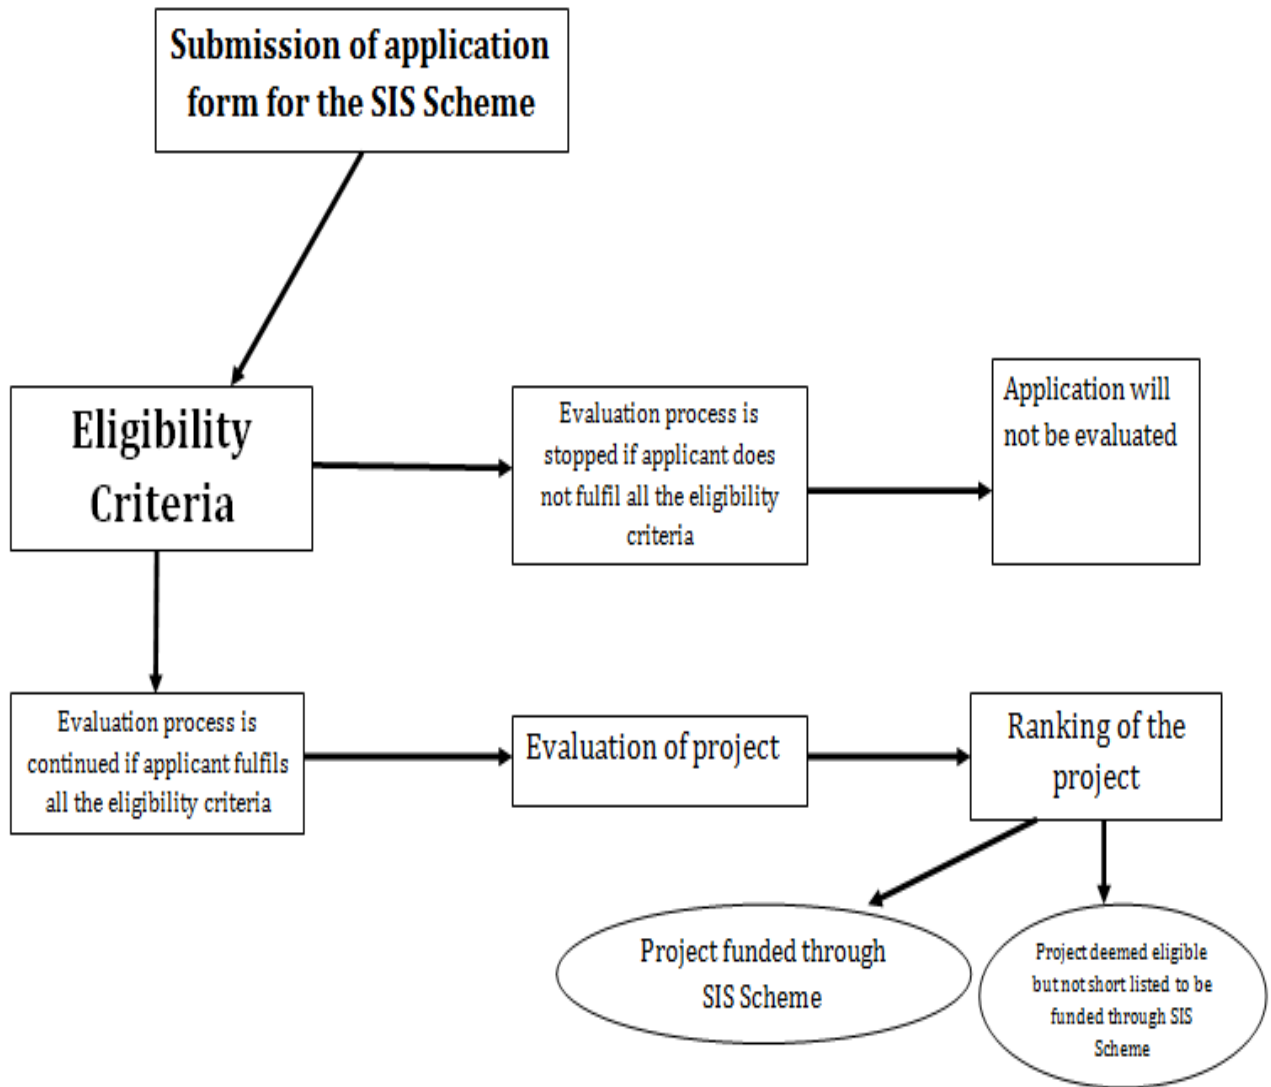 Submission of application
form for the SIS Scheme
Eligibility
Criteria
Evaluation process is
stopped if applicant does
not fulfil all the eligibility
criteria
Application will
not be evaluated
Evaluation process is
continued if applicant fulfils
all the eligibility criteria
Evaluation of project
Ranking of the
project
Project funded through
SIS Scheme
Project deemed eligible
but not short listed to be
funded through SIS
Scheme